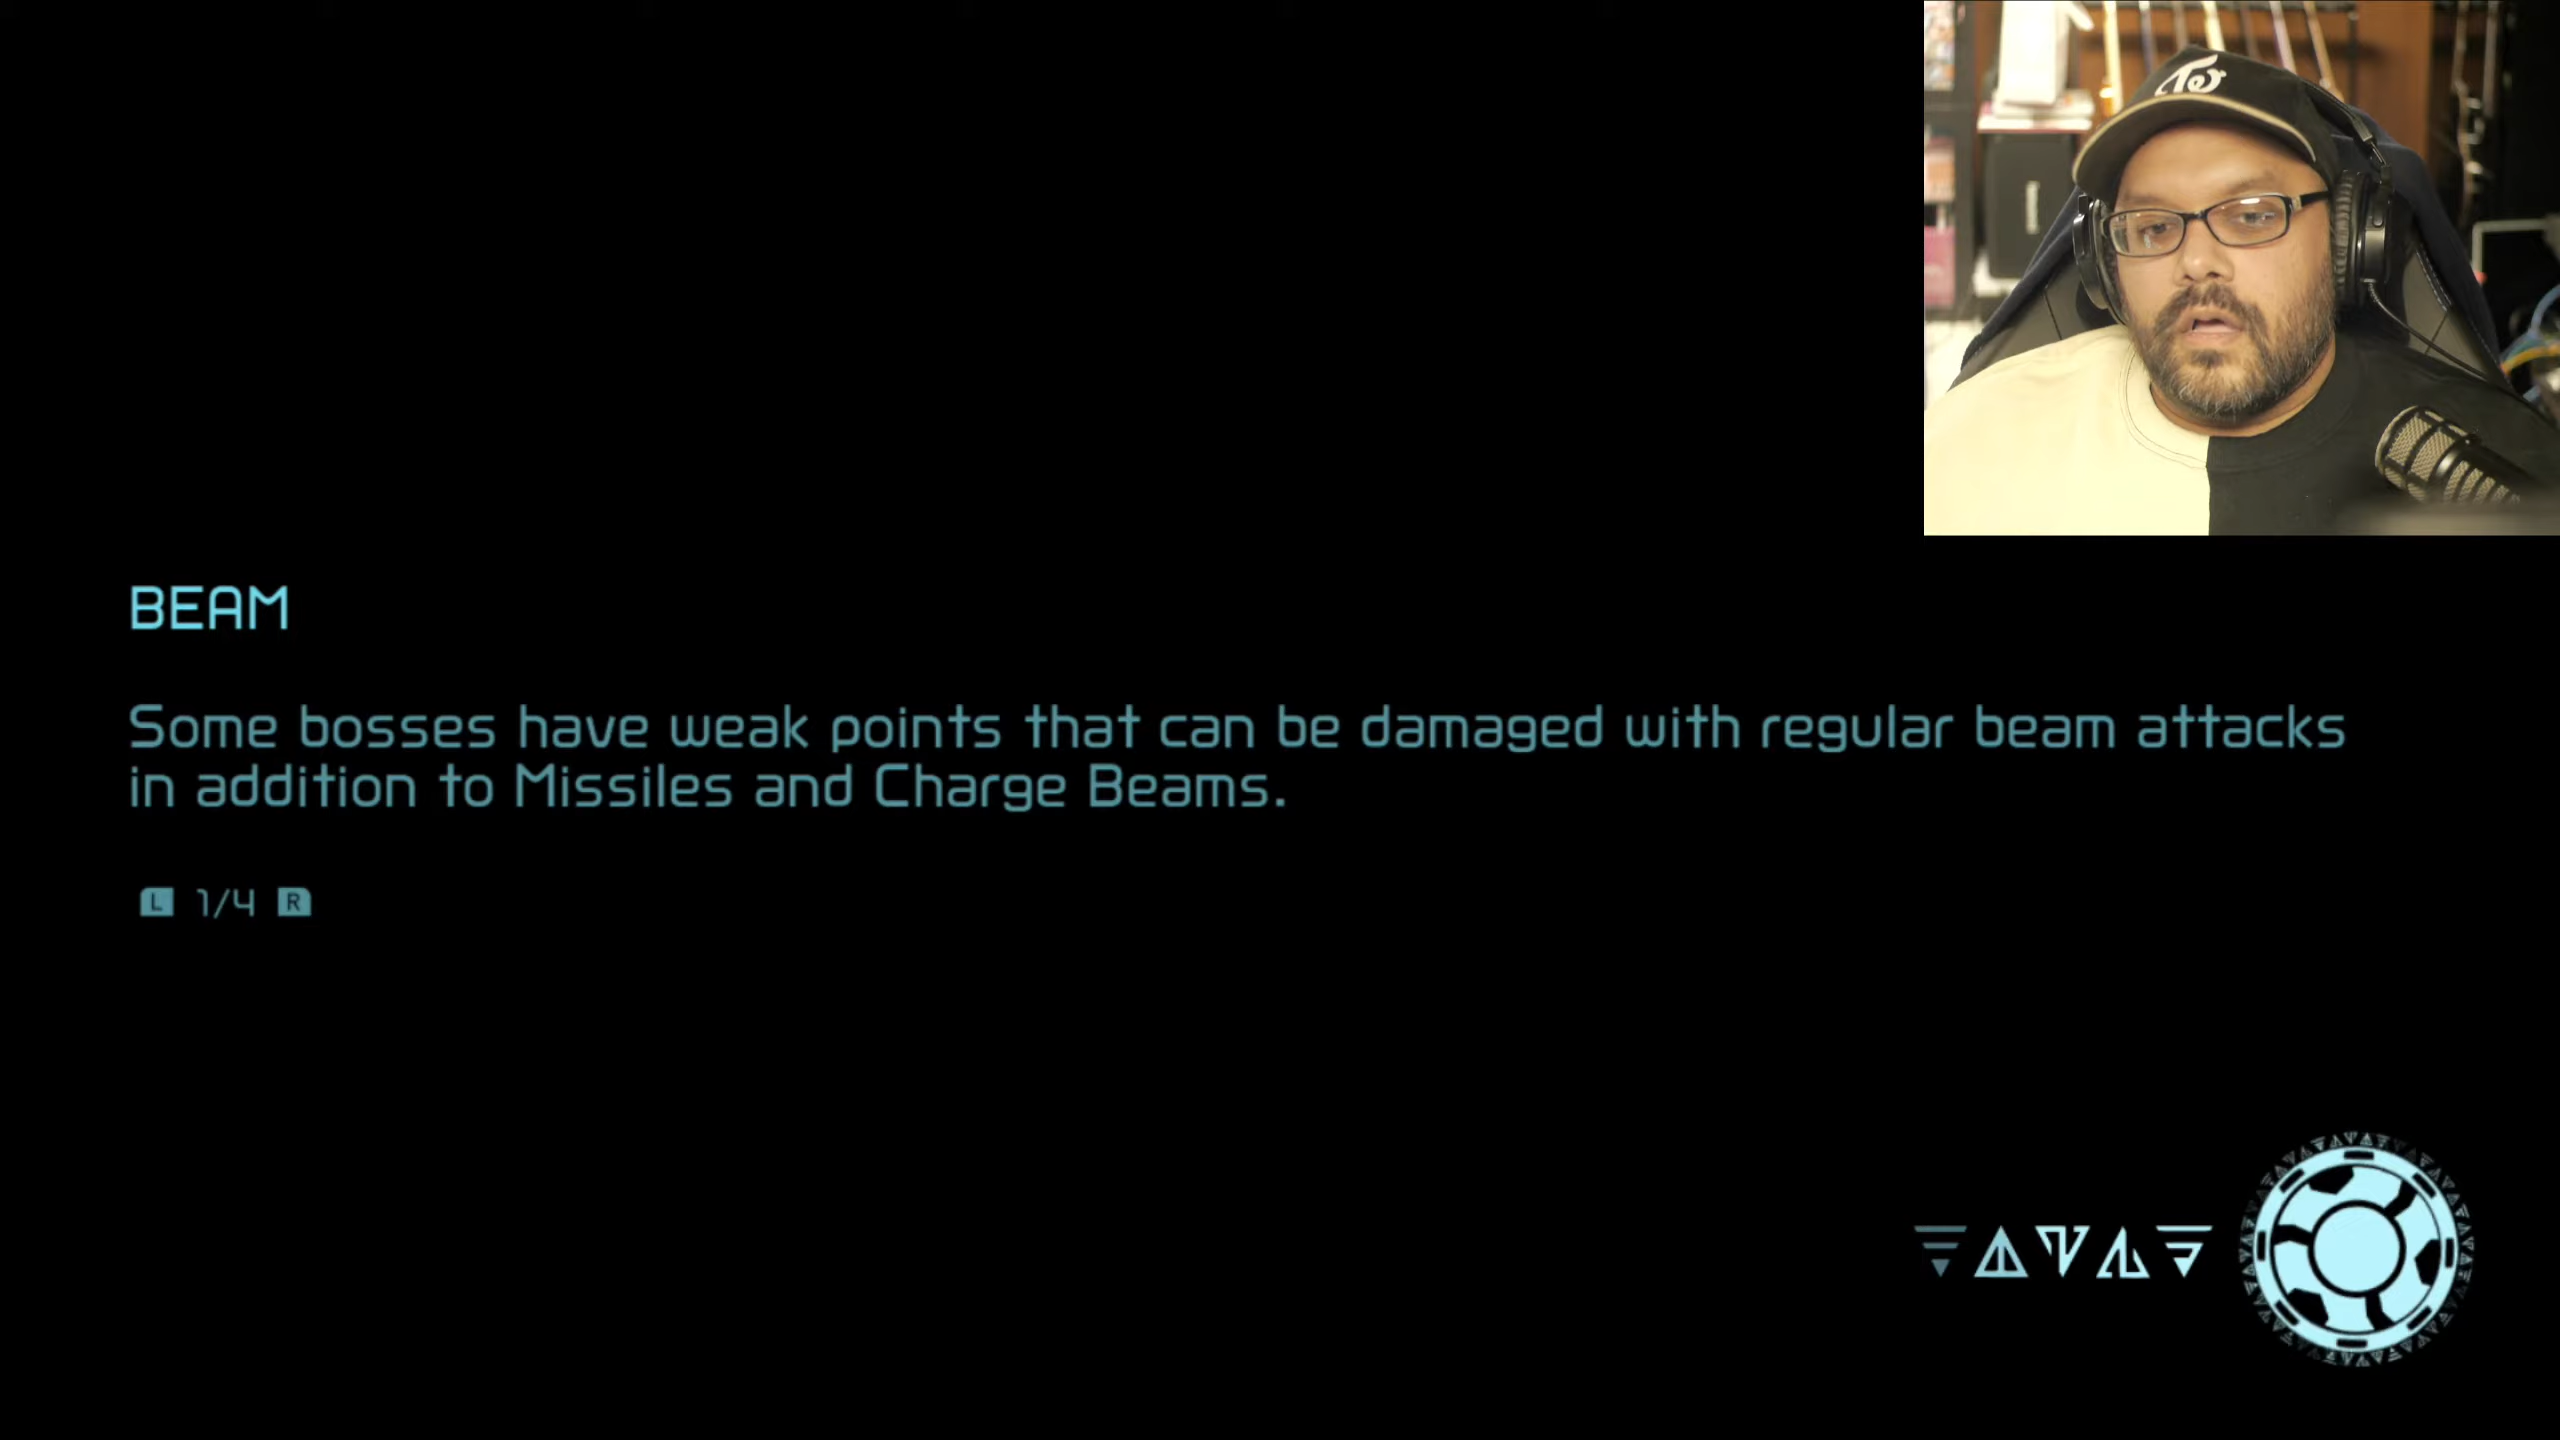 BEAM
Some bosses have weak points that can be damaged with regular beam attacks
in addition to Missiles and Charge Beams.
L 1/4 R